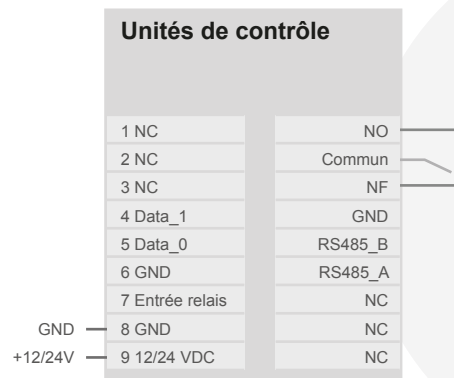 Unités de contrôle
1 NC NO
2 NC Commun
3 NC NF
4 Data_1 GND
5 Data_0 RS485_B
6 GND RS485_A
7 Entrée relais NC
GND 8 GND NC
+12/24V 9 12/24 VDC NC